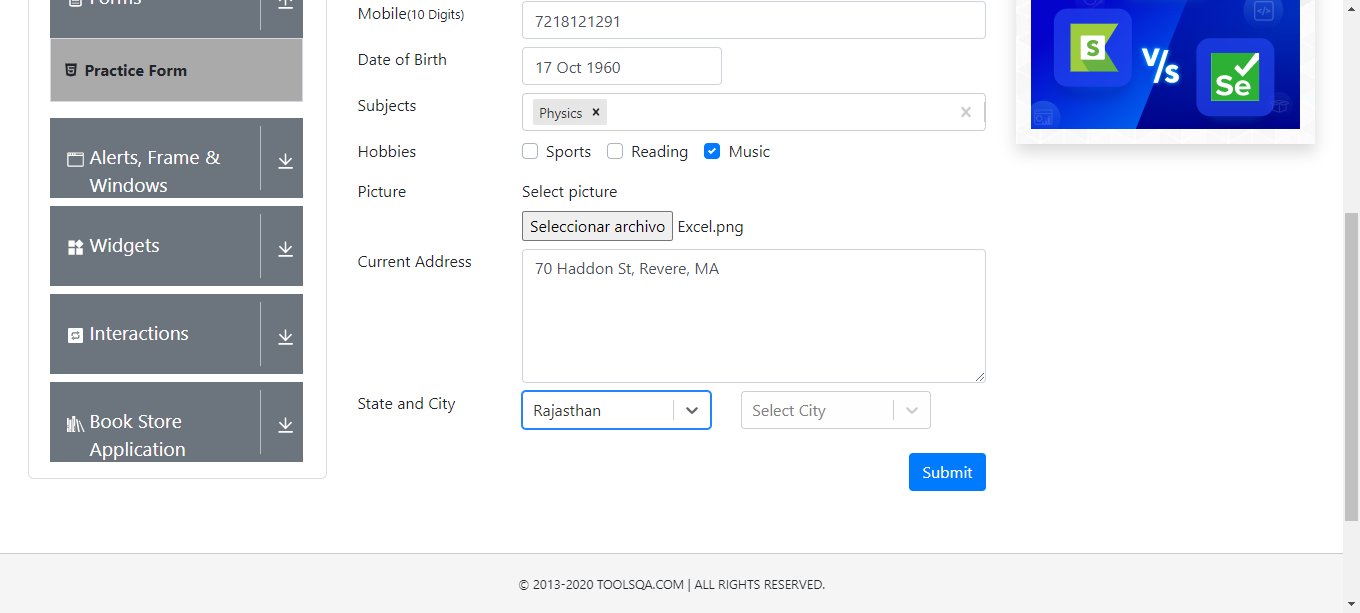 Forms
Practice Form
Alerts, Frame &
Windows
Widgets
Interactions
Book Store
Application
Mobile(10 Digits)
7218121291
Date of Birth
17 Oct 1960
Subjects
Physics
Hobbies
Sports
Reading
Music
Picture
Select picture
Seleccionar archivo Excel.png
Current Address
70 Haddon St, Revere, MA
State and City
Rajasthan
Select City
Submit
S V/s Se
© 2013-2020 TOOLSQA.COM | ALL RIGHTS RESERVED.